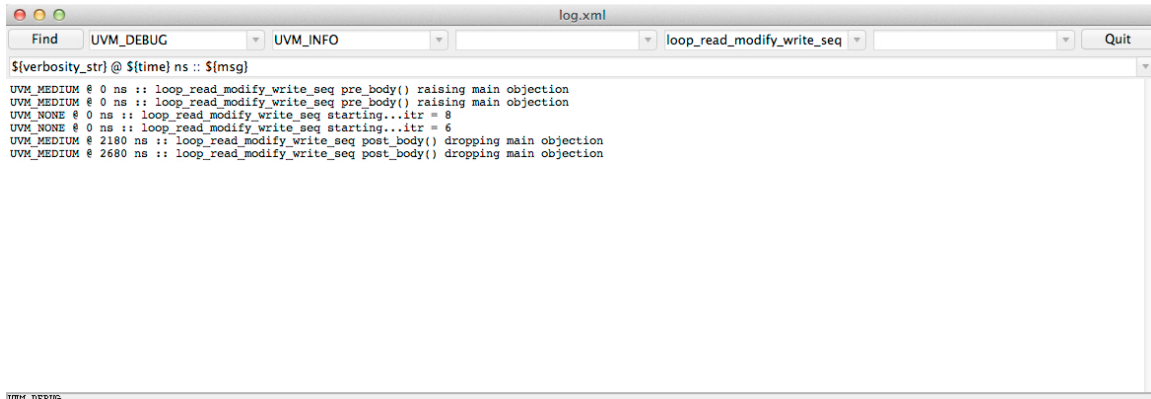 log.xml
Find UVM_DEBUG UVM_INFO loop_read_modify_write_seq Quit
${verbosity_str} @ ${time} ns :: ${msg}
UVM_MEDIUM @ 0 ns :: loop_read_modify_write_seq pre_body() raising main objection
UVM_MEDIUM @ 0 ns :: loop_read_modify_write_seq pre_body() raising main objection
UVM_NONE @ 0 ns :: loop_read_modify_write_seq starting...itr = 8
UVM_NONE @ 0 ns :: loop_read_modify_write_seq starting...itr = 6
UVM_MEDIUM @ 2180 ns :: loop_read_modify_write_seq post_body() dropping main objection
UVM_MEDIUM @ 2680 ns :: loop_read_modify_write_seq post_body() dropping main objection
UVM_DEBUG